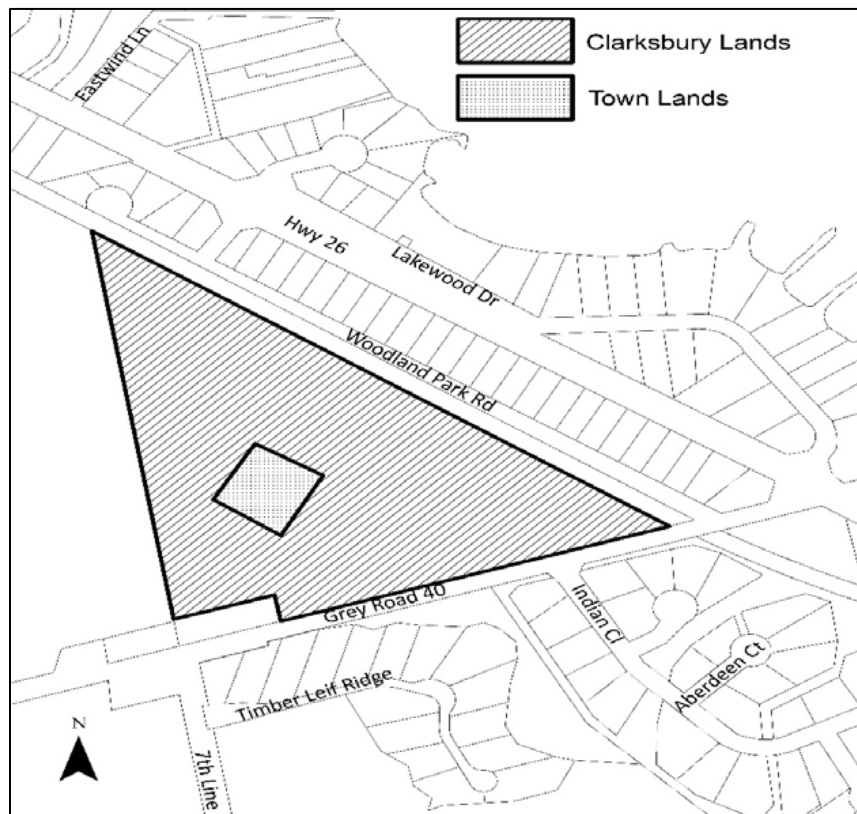 Clarksbury Lands
Town Lands
Eastwind Ln
Hwy 26
Lakewood Dr
Woodland Park Rd
Grey Road 40
Indian Ci
Aberdeen Ct
Timber Leif Ridge
7th Line
N